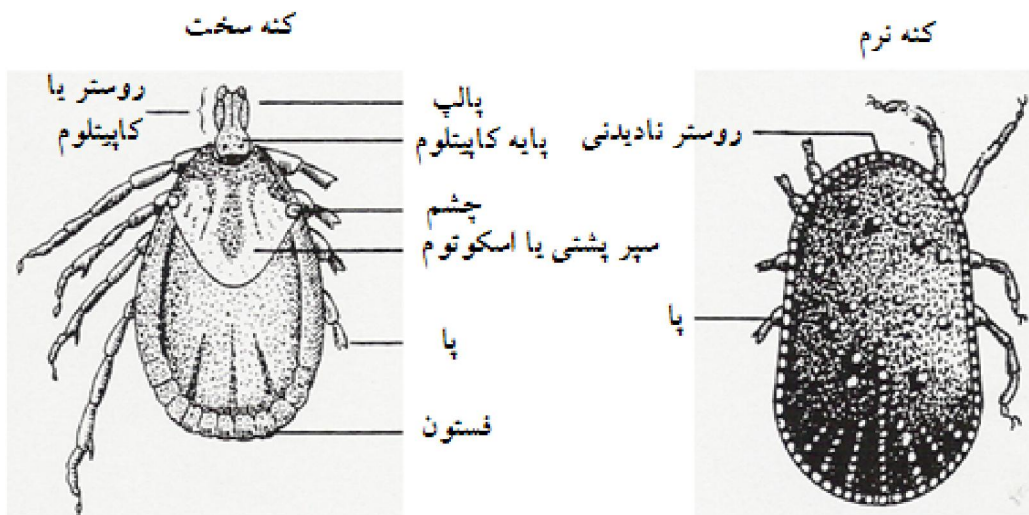 کنه سخت
کنه نرم
روستر یا
کاپیتلوم
پالپ
پایه کاپیتلوم
چشم
سپر پشتی یا اسکوتوم
پا
فستون
روستر نادیدنی
پا